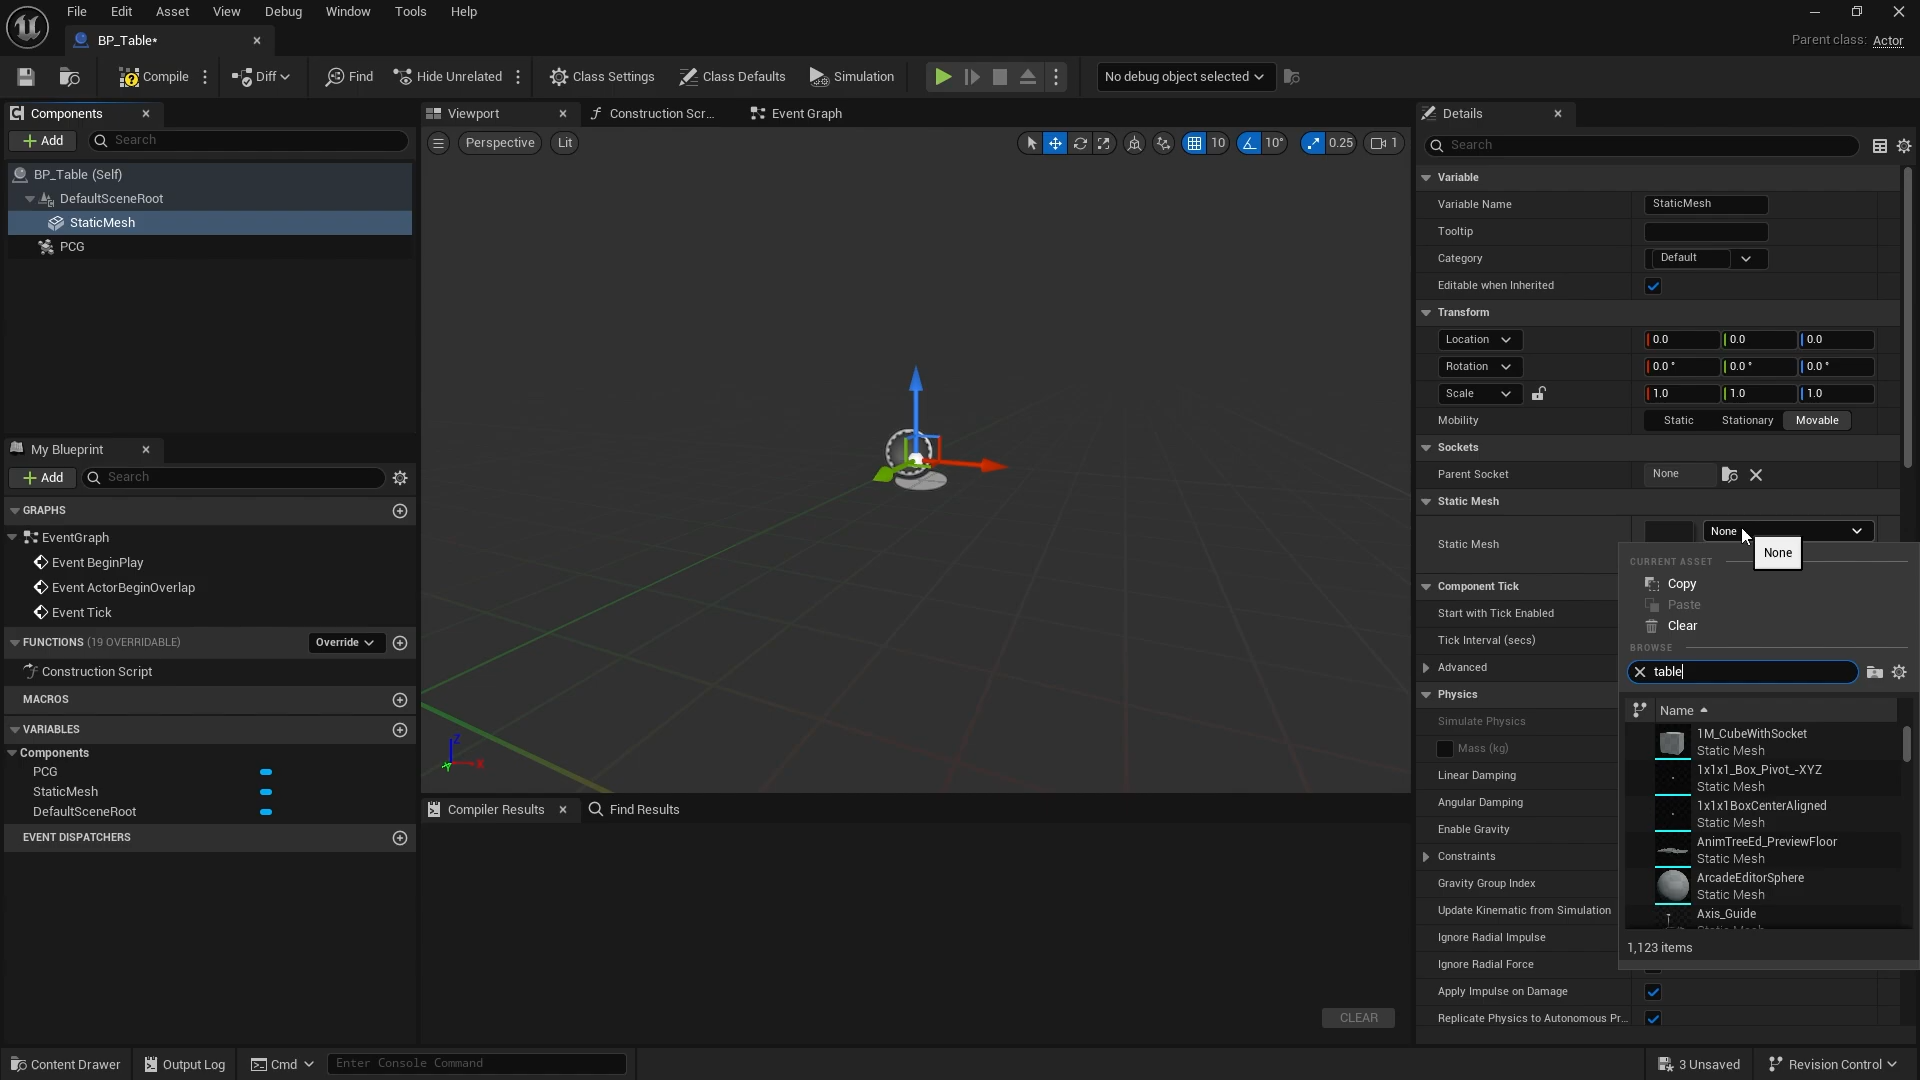 File Edit Asset View Debug Window Tools Help
BP_Table*
Parent class: Actor
Compile Diff Find Hide Unrelated Class Settings Class Defaults Simulation No debug object selected
Components
Add Search
BP_Table (Self)
DefaultSceneRoot
StaticMesh
PCG
My Blueprint
Add Search
GRAPHS
EventGraph
Event BeginPlay
Event ActorBeginOverlap
Event Tick
FUNCTIONS (19 OVERRIDABLE) Override
Construction Script
MACROS
VARIABLES
Components
PCG
StaticMesh
DefaultSceneRoot
EVENT DISPATCHERS
Viewport Construction Scr... Event Graph
Perspective Lit 10 10° 0.25 1
Z
X
Compiler Results Find Results
CLEAR
Details
Search
Variable
Variable Name StaticMesh
Tooltip
Category Default
Editable when Inherited
Transform
Location 0.0 0.0 0.0
Rotation 0.0 ° 0.0 ° 0.0 °
Scale 1.0 1.0 1.0
Mobility Static Stationary Movable
Sockets
Parent Socket None
Static Mesh
Static Mesh None
None
Component Tick
Start with Tick Enabled
Tick Interval (secs)
Advanced
Physics
Simulate Physics
Mass (kg)
Linear Damping
Angular Damping
Enable Gravity
Constraints
Gravity Group Index
Update Kinematic from Simulation
Ignore Radial Impulse
Ignore Radial Force
Apply Impulse on Damage
Replicate Physics to Autonomous Pr...
CURRENT ASSET
Copy
Paste
Clear
BROWSE
table
Name
1M_CubeWithSocket
Static Mesh
1x1x1_Box_Pivot_-XYZ
Static Mesh
1x1x1BoxCenterAligned
Static Mesh
AnimTreeEd_PreviewFloor
Static Mesh
ArcadeEditorSphere
Static Mesh
Axis_Guide
Static Mesh
1,123 items
Content Drawer Output Log Cmd Enter Console Command 3 Unsaved Revision Control